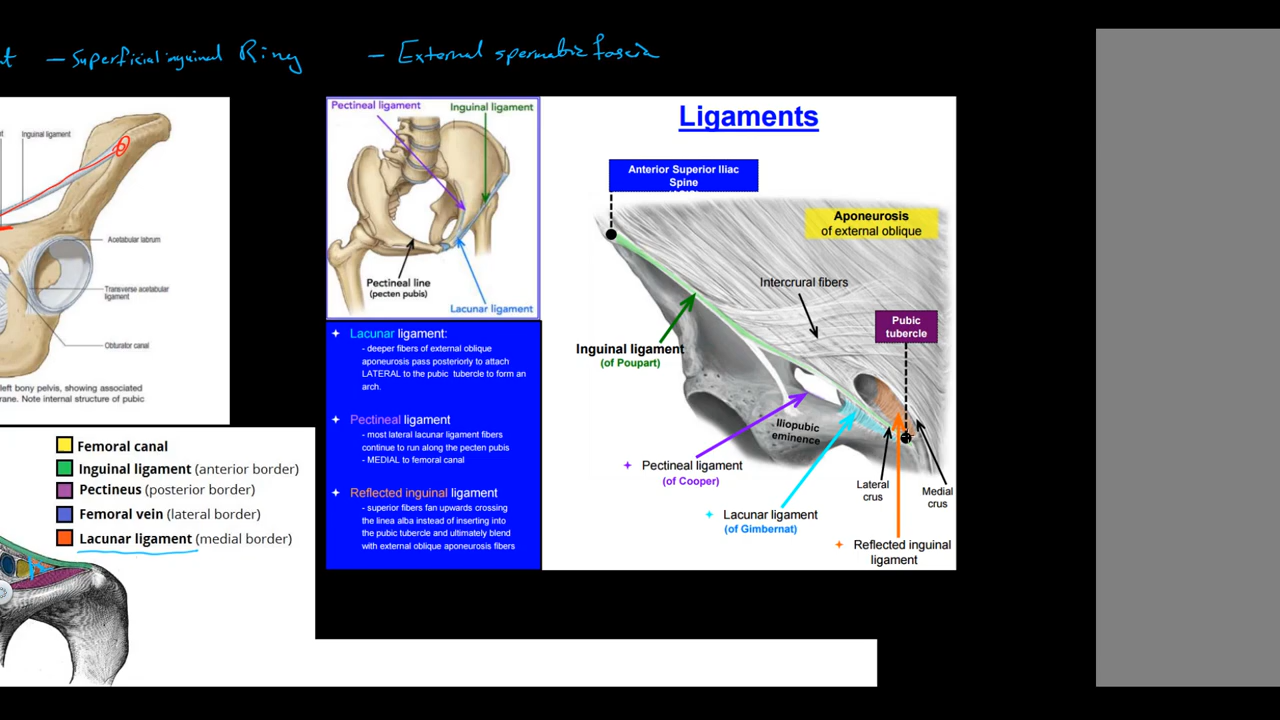 t – Superficial inguinal Ring – External spermatic fascia
t
Inguinal ligament
Acetabular labrum
Transverse acetabular
ligament
Obturator canal
left bony pelvis, showing associated
rane. Note internal structure of pubic
Femoral canal
Inguinal ligament (anterior border)
Pectineus (posterior border)
Femoral vein (lateral border)
Lacunar ligament (medial border)
Pectineal ligament
Inguinal ligament
Pectineal line
(pecten pubis)
Lacunar ligament
Lacunar ligament:
- deeper fibers of external oblique
aponeurosis pass posteriorly to attach
LATERAL to the pubic tubercle to form an
arch.
Pectineal ligament
- most lateral lacunar ligament fibers
continue to run along the pecten pubis
- MEDIAL to femoral canal
Reflected inguinal ligament
- superior fibers fan upwards crossing
the linea alba instead of inserting into
the pubic tubercle and ultimately blend
with external oblique aponeurosis fibers
Ligaments
Anterior Superior Iliac
Spine
Aponeurosis
of external oblique
Intercrural fibers
Pubic
tubercle
Inguinal ligament
(of Poupart)
Iliopubic
eminence
Pectineal ligament
(of Cooper)
Lateral
crus
Medial
crus
Lacunar ligament
(of Gimbernat)
Reflected inguinal
ligament